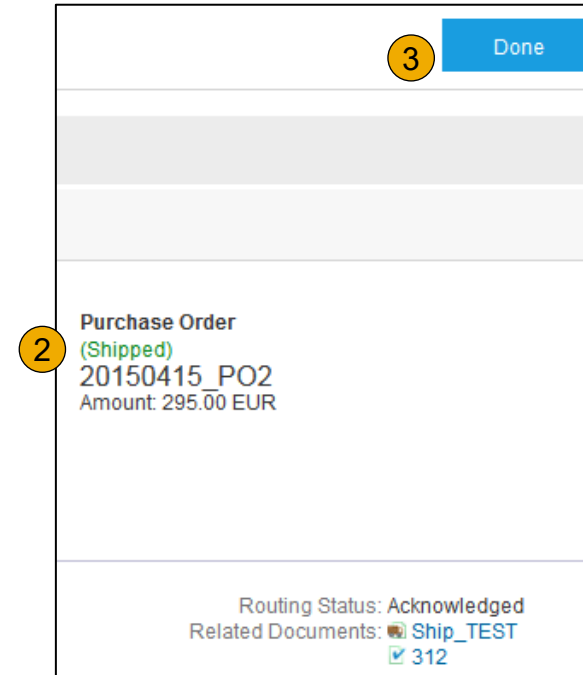 3
Done
Purchase Order
2
(Shipped)
20150415_PO2
Amount: 295.00 EUR
Routing Status: Acknowledged
Related Documents: Ship_TEST
312